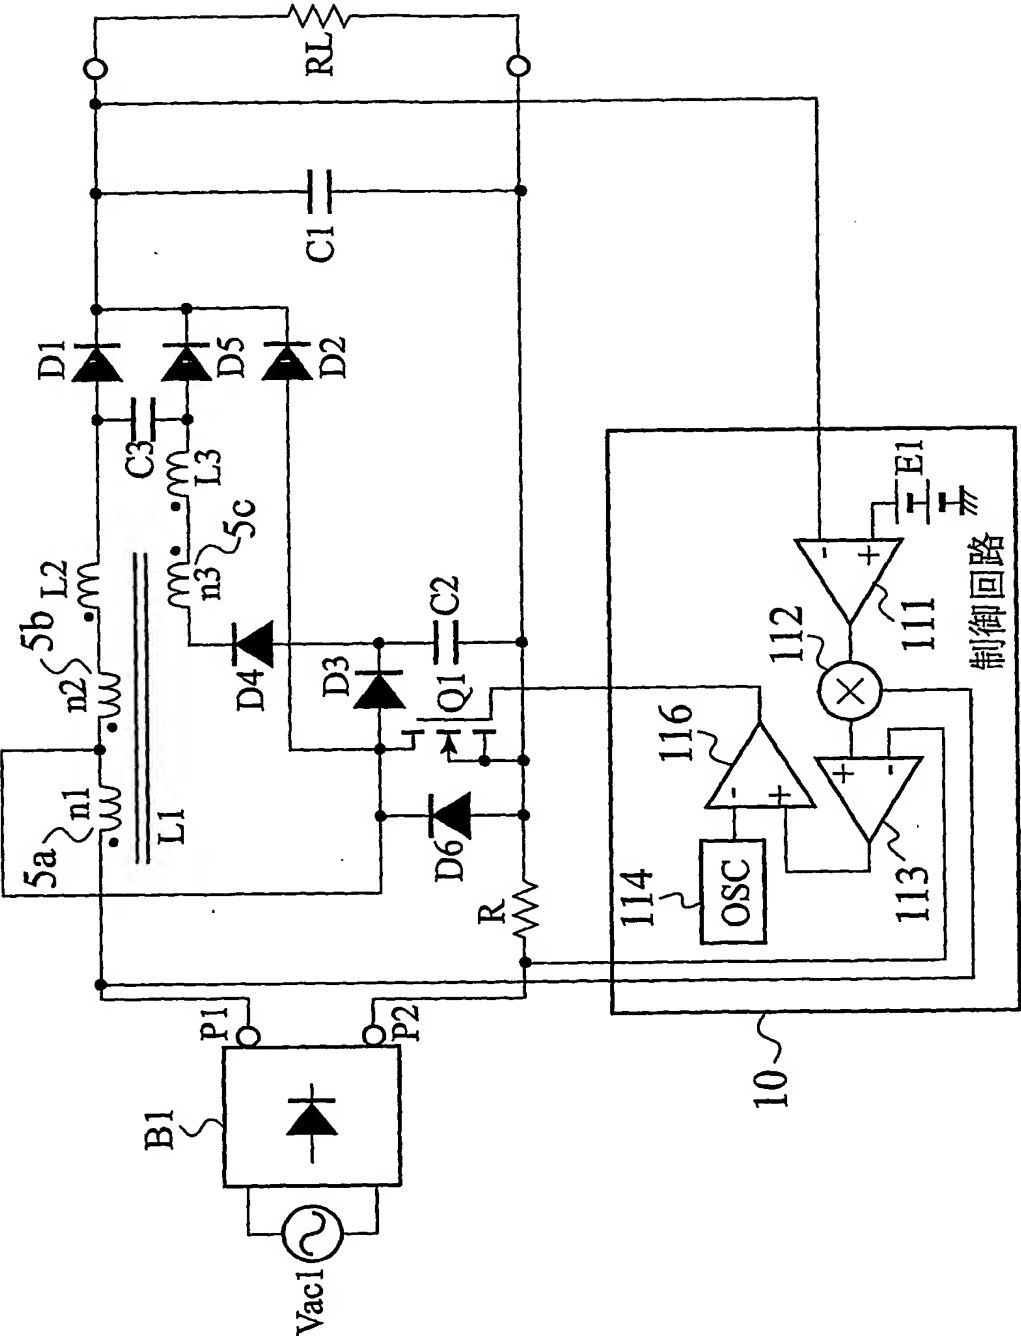 Vac1
B1
P1
P2
5a
n1
L1
n2
5b
L2
n3
5c
L3
C3
D1
D5
D2
D4
D3
C2
Q1
D6
R
C1
RL
10
制御回路
114
OSC
116
-
+
113
+
-
112
111
-
+
E1